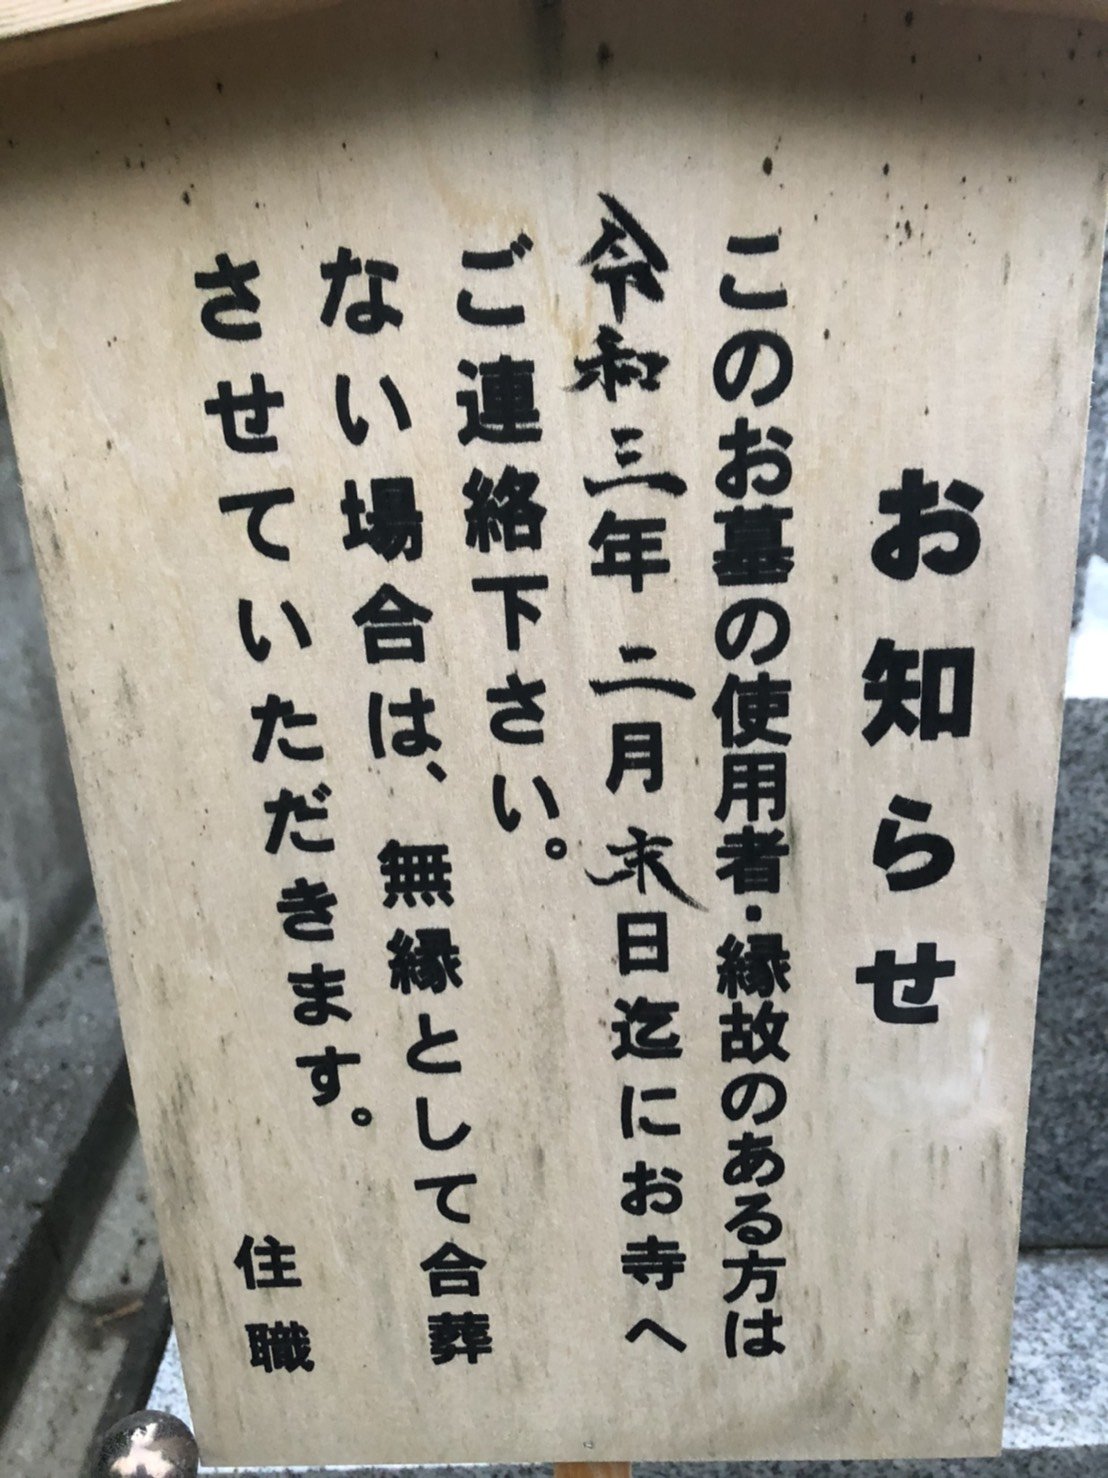 お知らせ
このお墓の使用者・縁故のある方は
令和三年二月末日迄にお寺へ
ご連絡下さい。
ない場合は、無縁として合葬
させていただきます。
住職